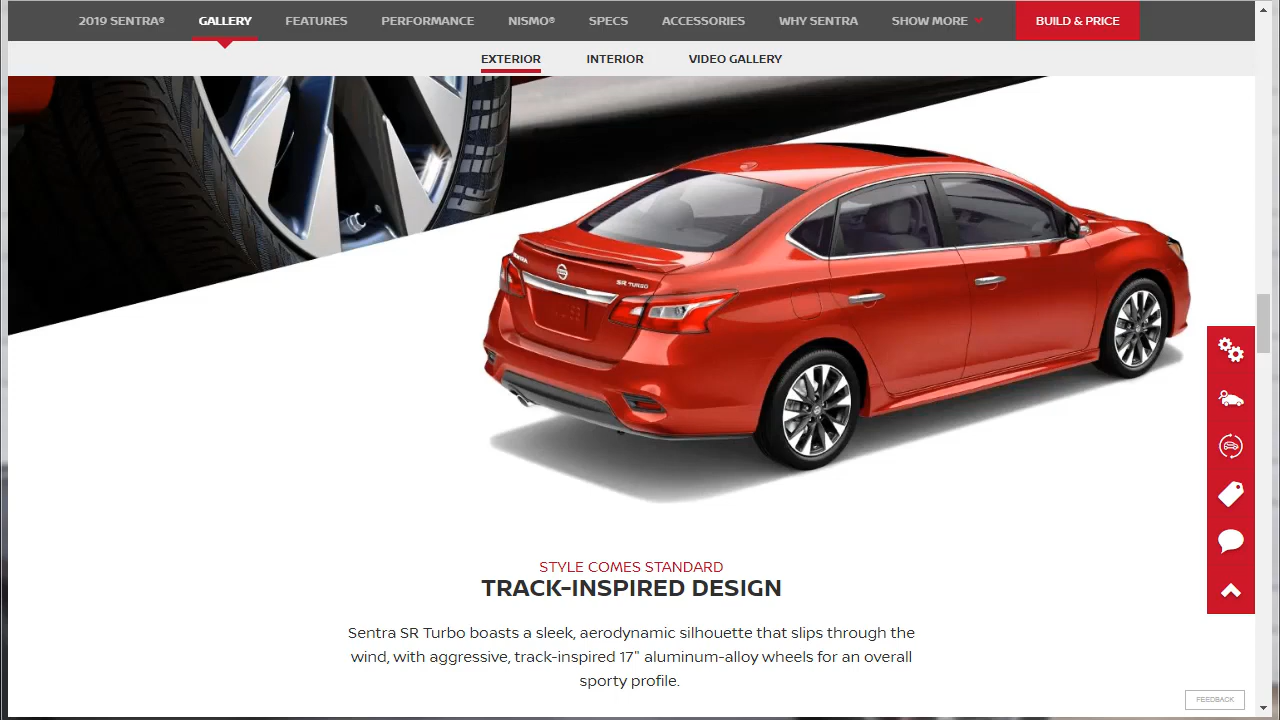 2019 SENTRA® GALLERY FEATURES PERFORMANCE NISMO® SPECS ACCESSORIES WHY SENTRA SHOW MORE BUILD & PRICE
EXTERIOR INTERIOR VIDEO GALLERY
SENTRA
SR TURBO
STYLE COMES STANDARD
TRACK-INSPIRED DESIGN
Sentra SR Turbo boasts a sleek, aerodynamic silhouette that slips through the
wind, with aggressive, track-inspired 17" aluminum-alloy wheels for an overall
sporty profile.
FEEDBACK